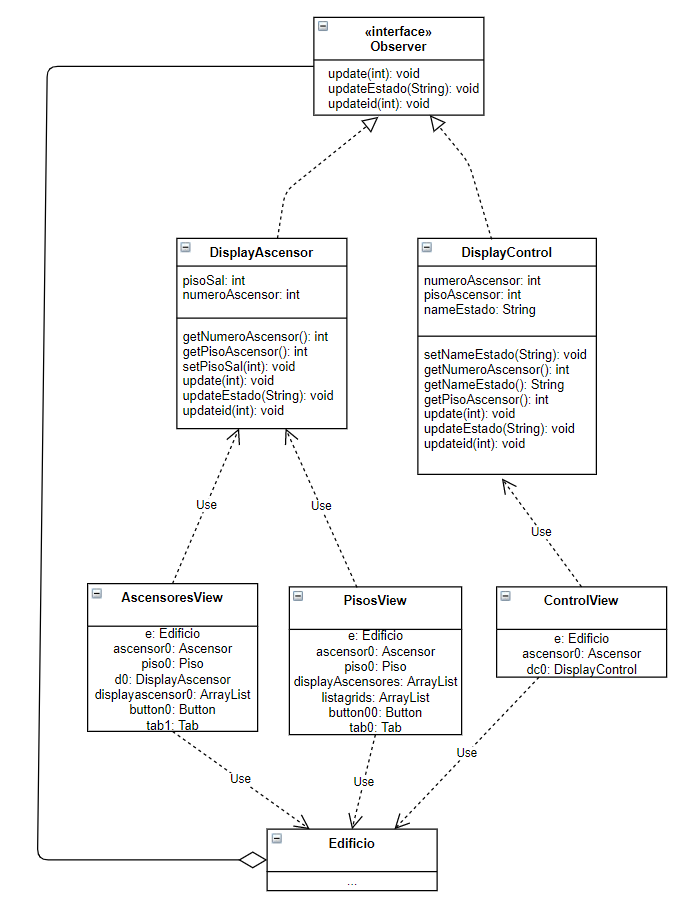 «interface»
Observer
update(int): void
updateEstado(String): void
updateid(int): void
DisplayAscensor
pisoSal: int
numeroAscensor: int
getNumeroAscensor(): int
getPisoAscensor(): int
setPisoSal(int): void
update(int): void
updateEstado(String): void
updateid(int): void
DisplayControl
numeroAscensor: int
pisoAscensor: int
nameEstado: String
setNameEstado(String): void
getNumeroAscensor(): int
getNameEstado(): String
getPisoAscensor(): int
update(int): void
updateEstado(String): void
updateid(int): void
Use
Use
Use
AscensoresView
e: Edificio
ascensor0: Ascensor
piso0: Piso
d0: DisplayAscensor
displayascensor0: ArrayList
button0: Button
tab1: Tab
PisosView
e: Edificio
ascensor0: Ascensor
piso0: Piso
displayAscensores: ArrayList
listagrids: ArrayList
button00: Button
tab0: Tab
ControlView
e: Edificio
ascensor0: Ascensor
dc0: DisplayControl
Use
Use
Use
Edificio
...